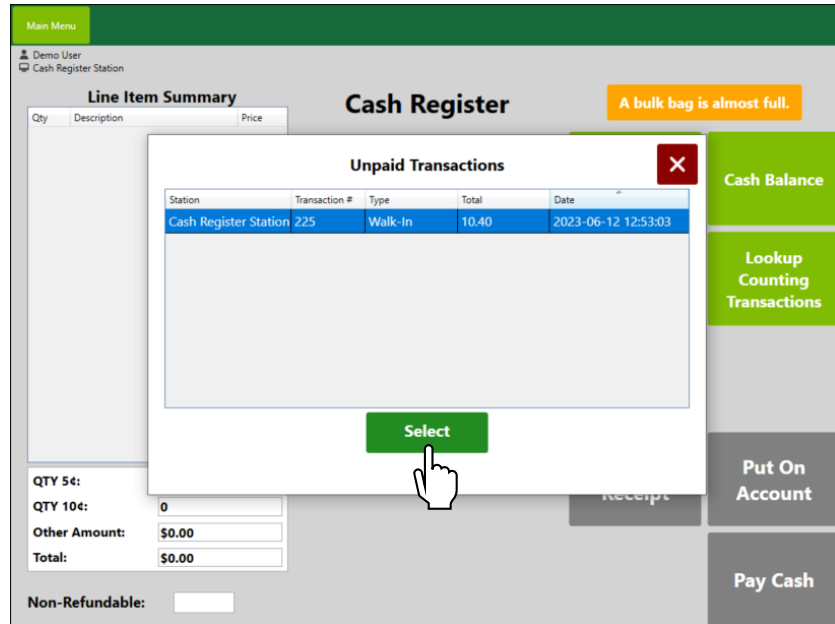 Main Menu
Demo User
Cash Register Station
Line Item Summary
Cash Register
A bulk bag is almost full.
Qty Description Price
Unpaid Transactions
Station Transaction # Type Total Date
Cash Register Station 225 Walk-In 10.40 2023-06-12 12:53:03
Select
Cash Balance
Lookup
Counting
Transactions
Receipt
Put On
Account
Pay Cash
QTY 5¢:
QTY 10¢: 0
Other Amount: $0.00
Total: $0.00
Non-Refundable: